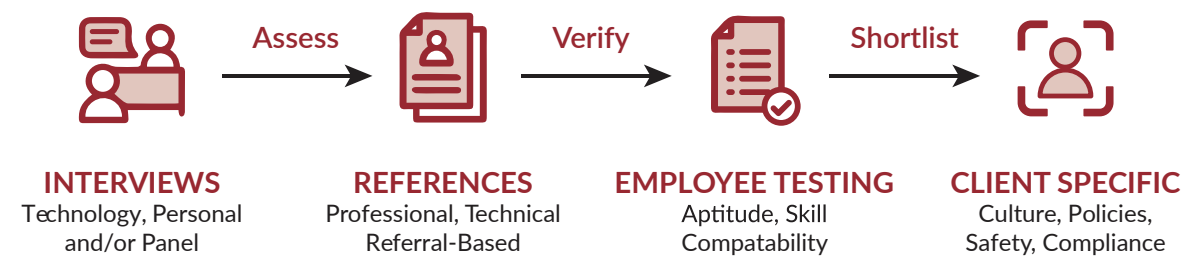 Assess
Verify
Shortlist
INTERVIEWS
Technology, Personal
and/or Panel
REFERENCES
Professional, Technical
Referral-Based
EMPLOYEE TESTING
Aptitude, Skill
Compatability
CLIENT SPECIFIC
Culture, Policies,
Safety, Compliance